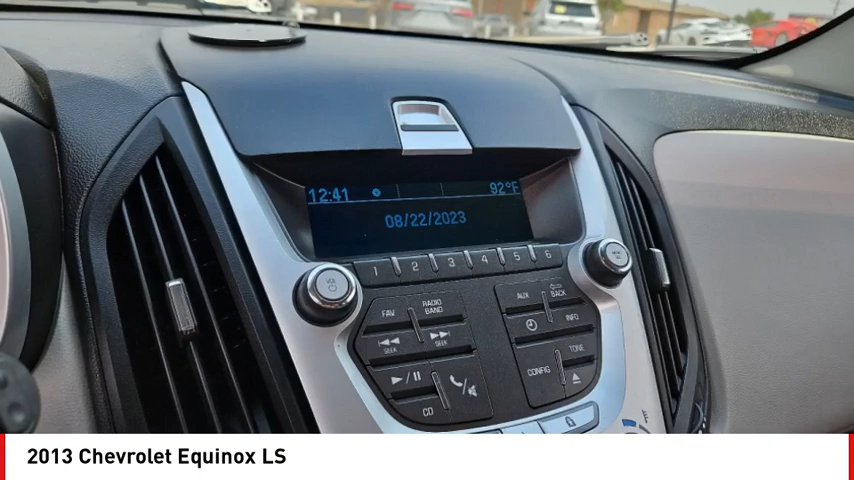 12:41 92°F
08/22/2023
1 2 3 4 5 6
VOL
FAV RADIO BAND AUX BACK
SEEK SEEK INFO
CD CONFIG TONE
2013 Chevrolet Equinox LS